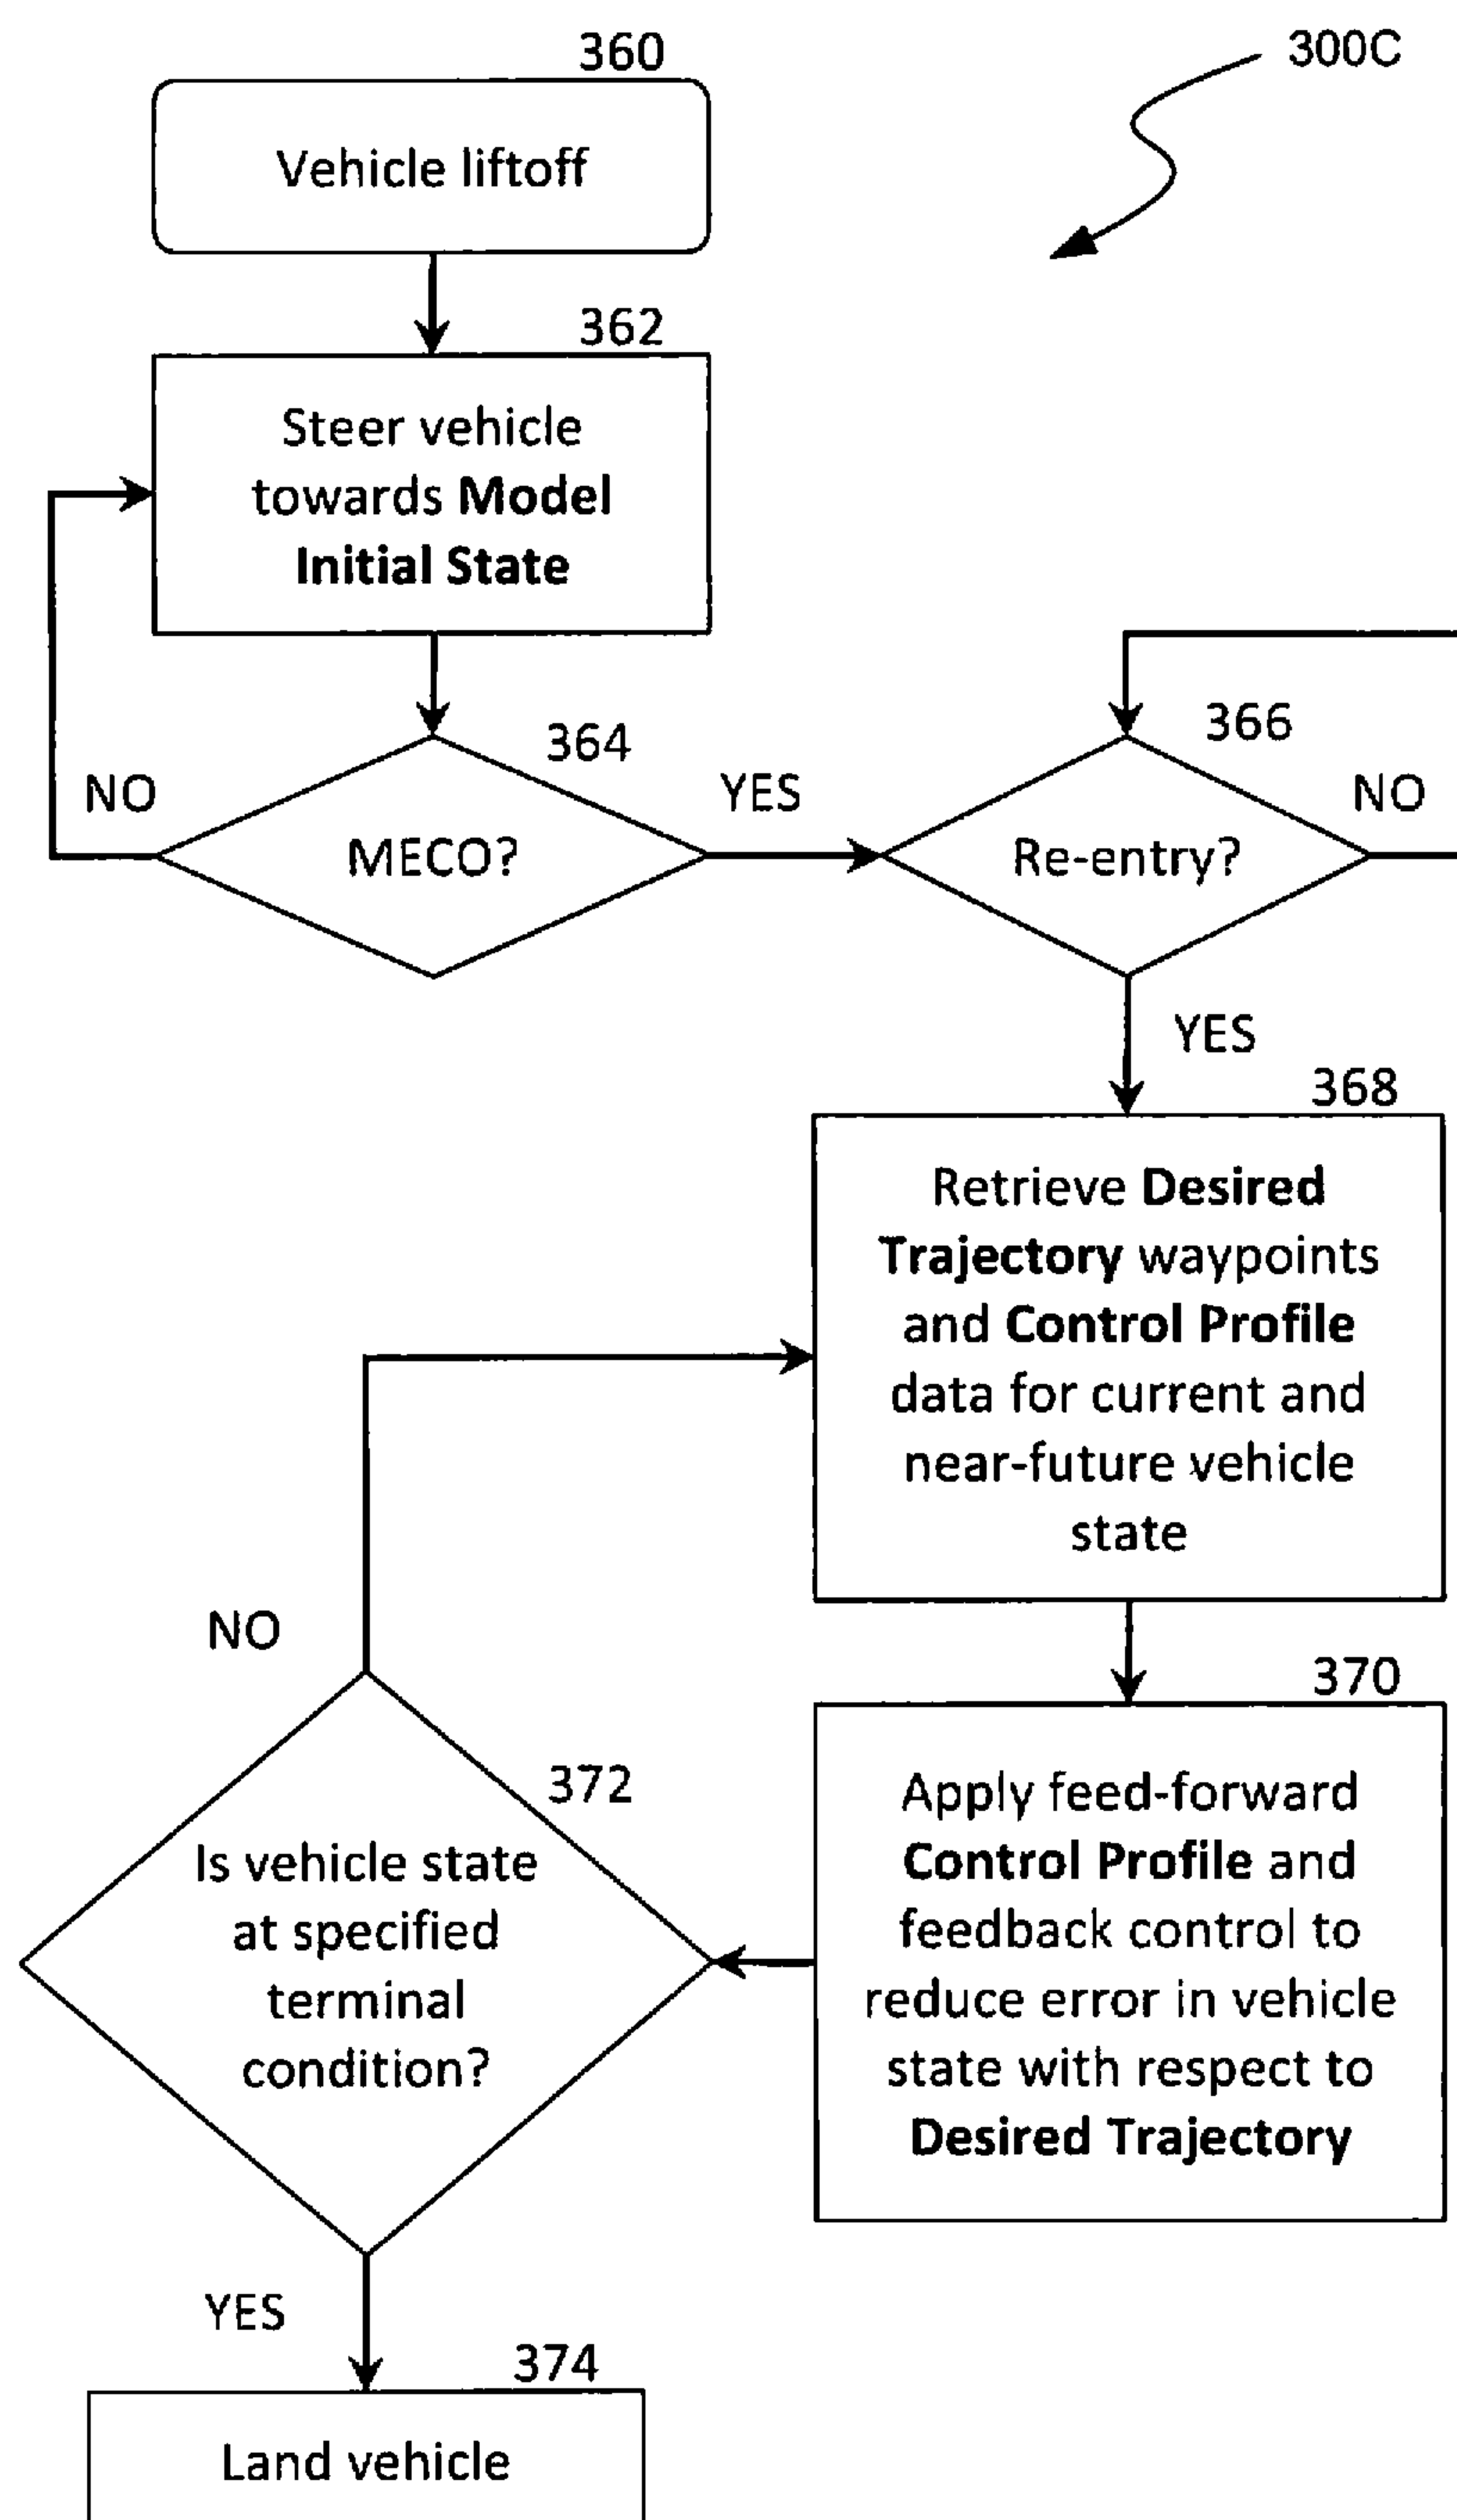 360
300C
Vehicle liftoff
362
Steer vehicle
towards Model
Initial State
364
366
NO
YES
NO
MECO?
Re-entry?
YES
368
Retrieve Desired
Trajectory waypoints
and Control Profile
data for current and
near-future vehicle
state
NO
370
372
Apply feed-forward
Control Profile and
feedback control to
reduce error in vehicle
state with respect to
Desired Trajectory
Is vehicle state
at specified
terminal
condition?
YES
374
Land vehicle